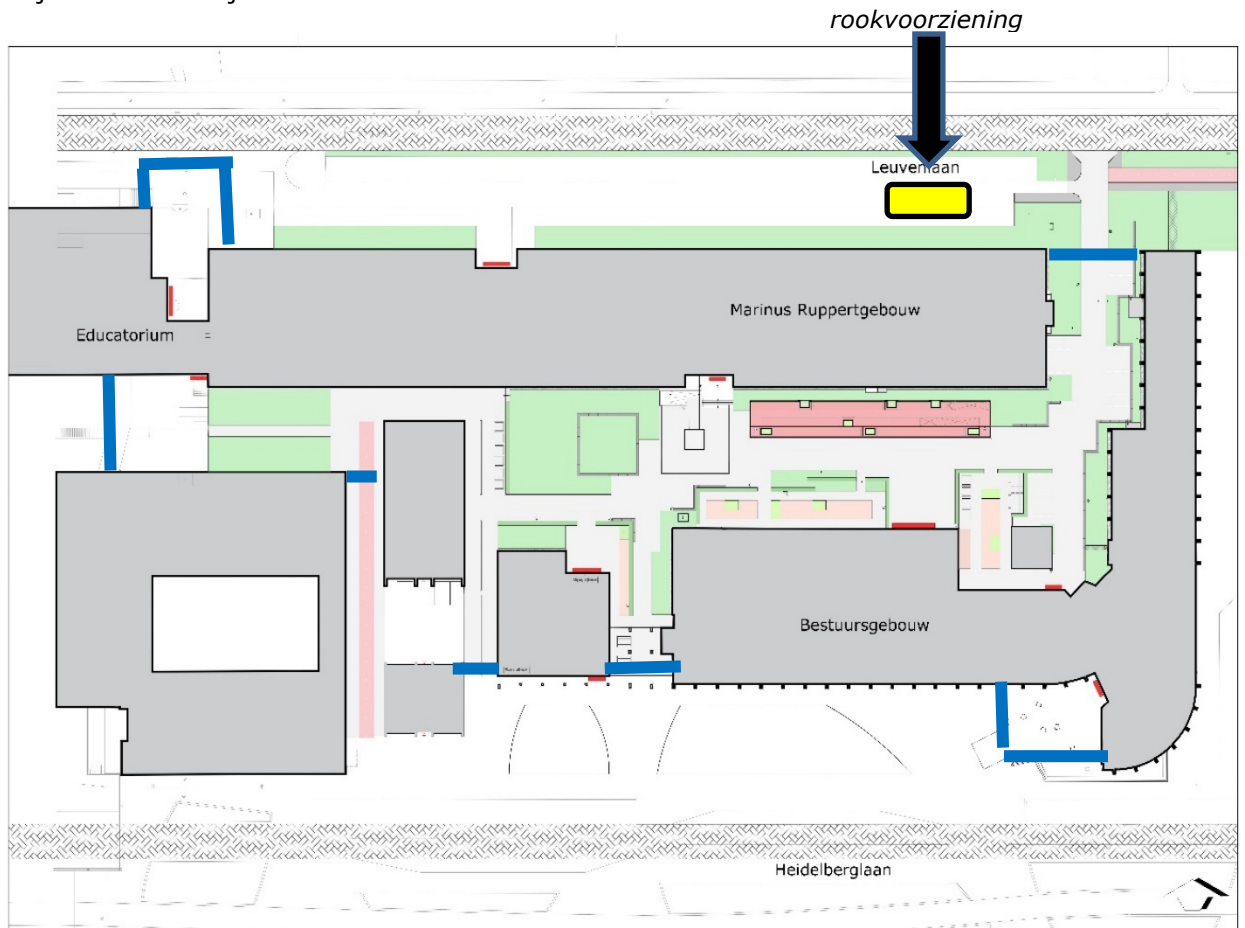 rookvoorziening
Leuvenlaan
Marinus Ruppertgebouw
Educatorium
Bestuursgebouw
Heidelberglaan